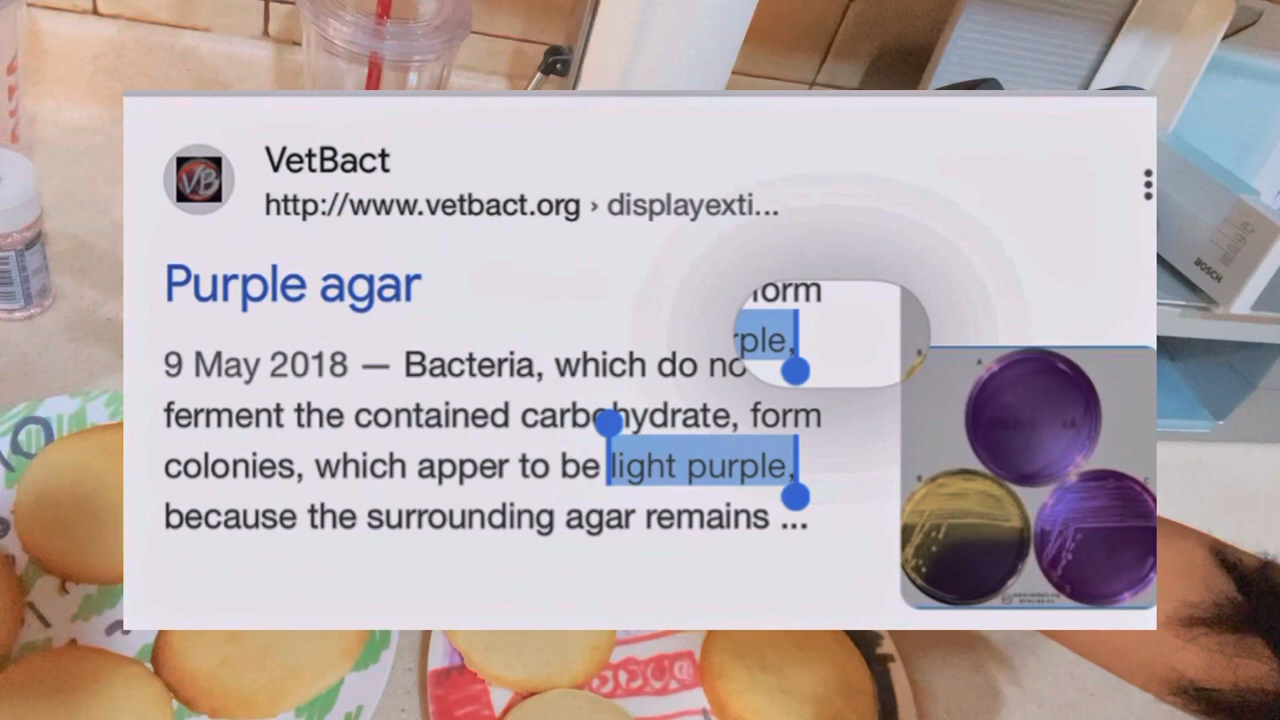 VB
VetBact
http://www.vetbact.org › displayexti...
Purple agar
form
rple,
9 May 2018 — Bacteria, which do no
ferment the contained carbohydrate, form
colonies, which apper to be light purple,
because the surrounding agar remains ...
A
B
C
BOSCH